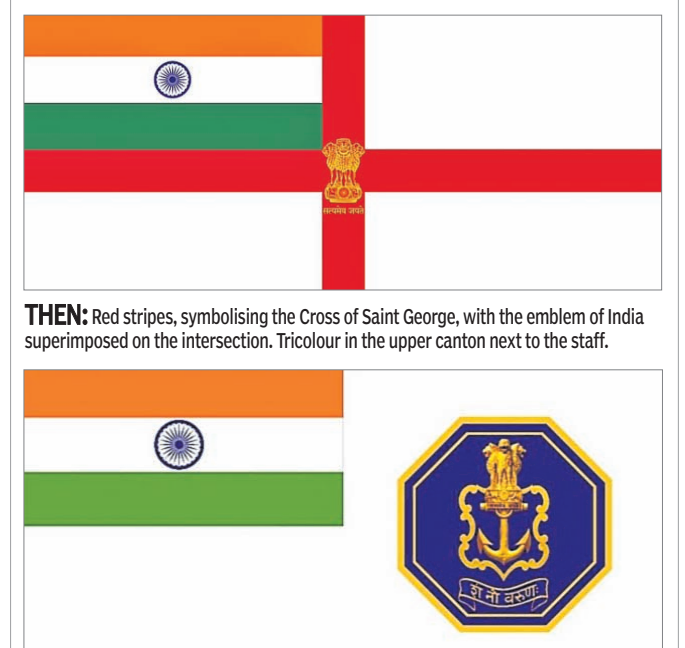 सत्यमेव जयते
THEN: Red stripes, symbolising the Cross of Saint George, with the emblem of India
superimposed on the intersection. Tricolour in the upper canton next to the staff.
शं नो वरुणः